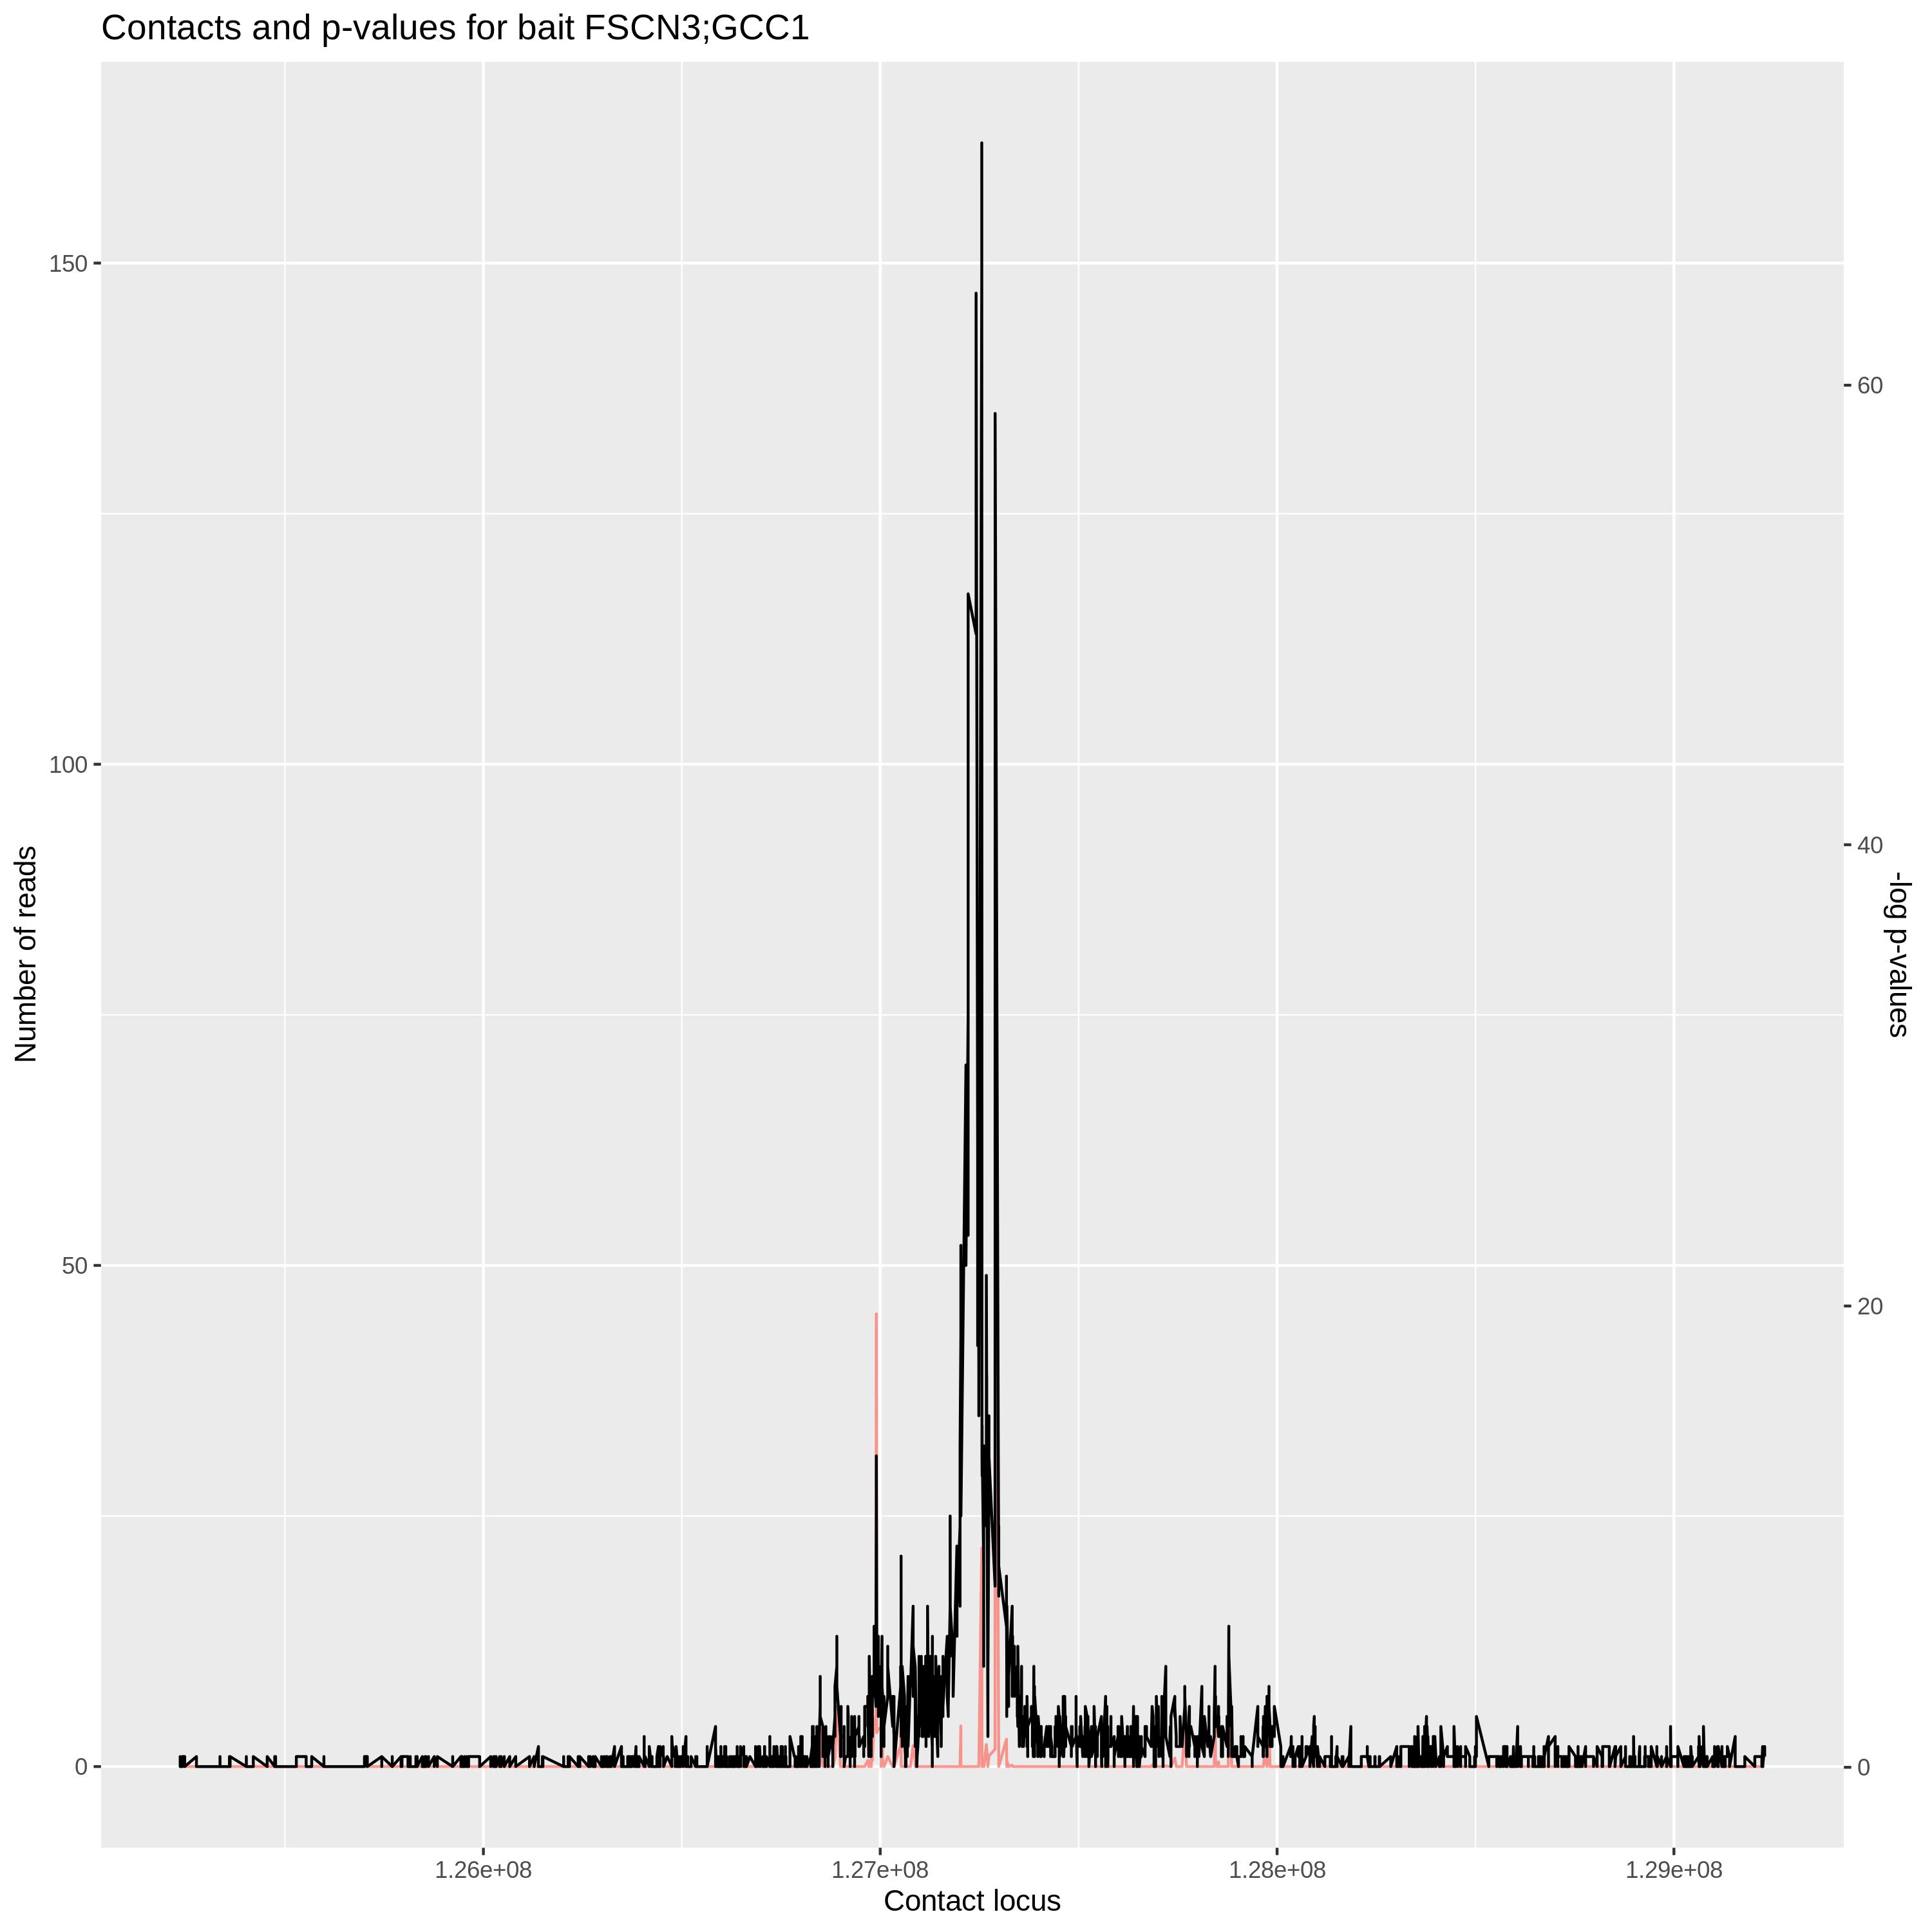 Contacts and p-values for bait FSCN3;GCC1
150
100
50
0
Number of reads
60
40
20
0
-log p-values
1.26e+08
1.27e+08
1.28e+08
1.29e+08
Contact locus